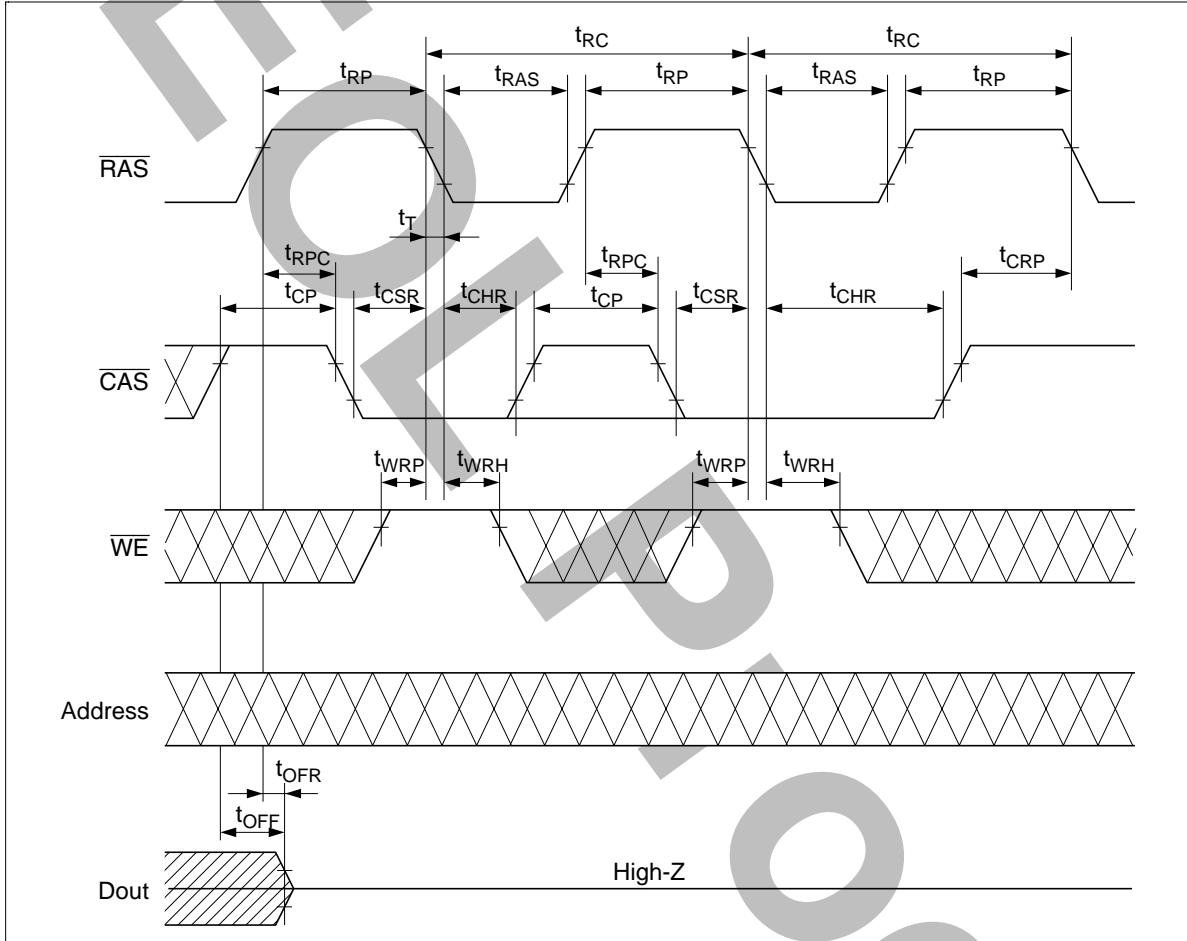 tRC tRC
tRP tRAS tRP tRAS tRP
RAS
tT
tRPC tRPC tCRP
tCP tCSR tCHR tCP tCSR tCHR
CAS
tWRP tWRH tWRP tWRH
WE
Address
tOFR
tOFF
High-Z
Dout
EOL P